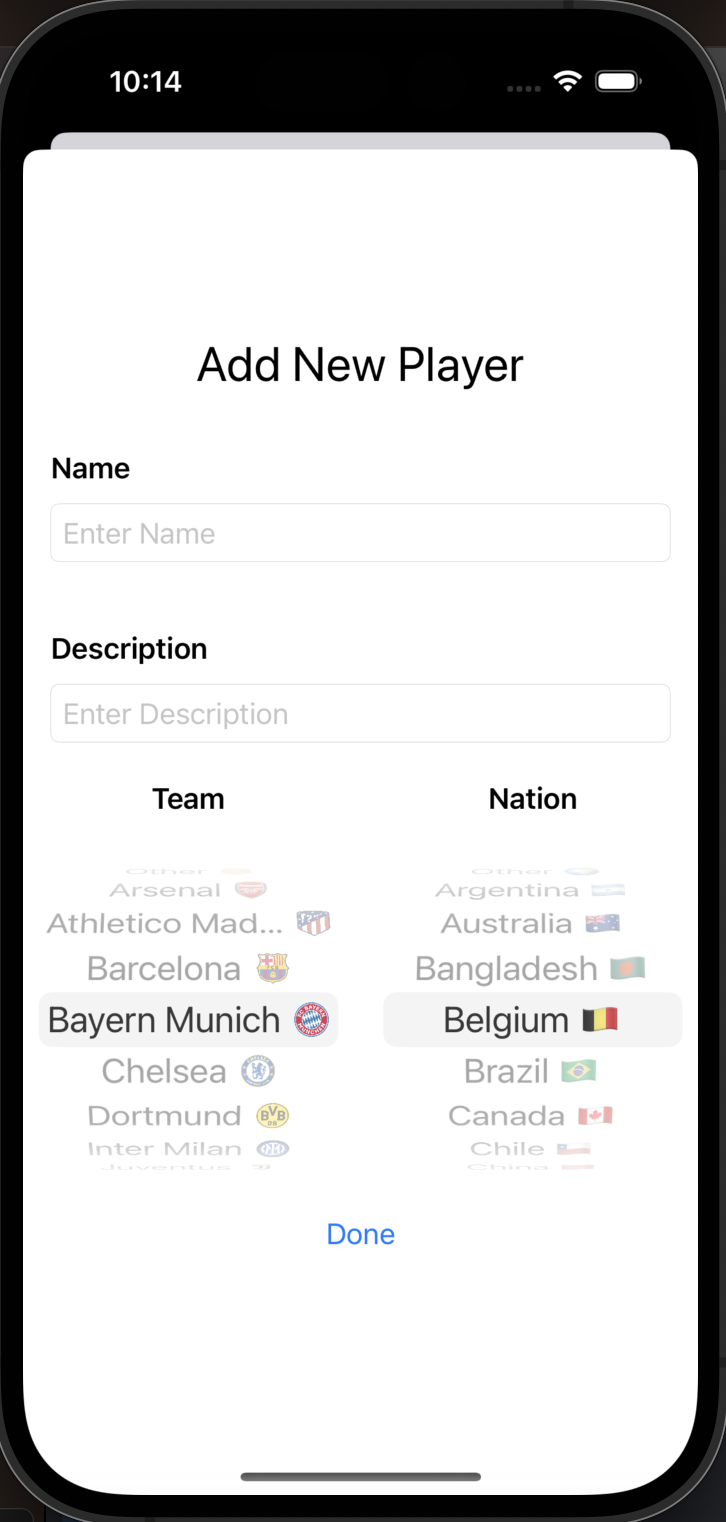 10:14
Add New Player
Name
Enter Name
Description
Enter Description
Team Nation
Other Other
Arsenal Argentina
Athletico Mad... Australia
Barcelona Bangladesh
Bayern Munich Belgium
Chelsea Brazil
Dortmund BVB Canada
Inter Milan Chile
Juventus China
Done